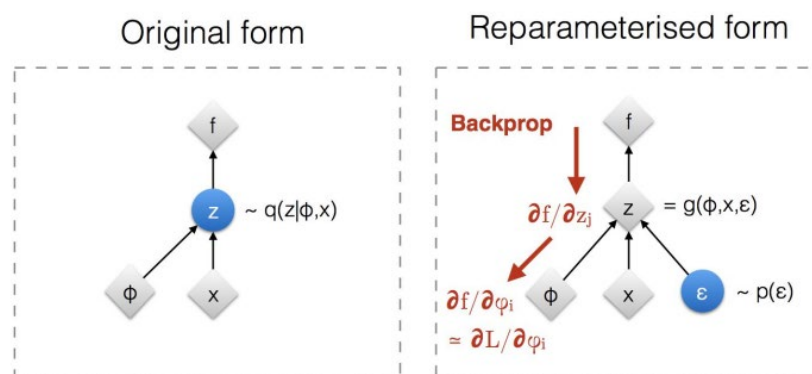 Original form
f
z ~ q(z|ϕ,x)
ϕ x
Reparameterised form
Backprop
f
∂f/∂zⱼ
z = g(ϕ,x,ε)
∂f/∂φᵢ
≃ ∂L/∂φᵢ
ϕ x ε ~ p(ε)